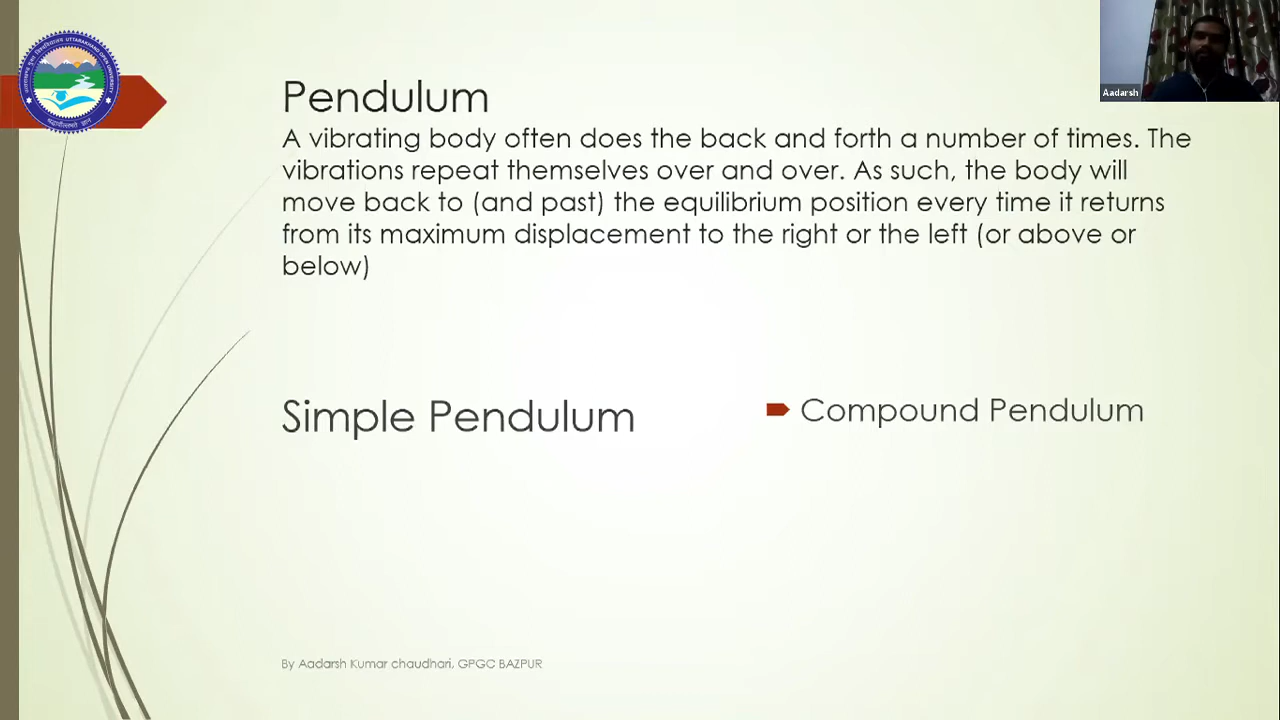 UTTARAKHAND OPEN UNIVERSITY
Aadarsh
Pendulum
A vibrating body often does the back and forth a number of times. The
vibrations repeat themselves over and over. As such, the body will
move back to (and past) the equilibrium position every time it returns
from its maximum displacement to the right or the left (or above or
below)
Simple Pendulum
Compound Pendulum
By Aadarsh Kumar chaudhari, GPGC BAZPUR